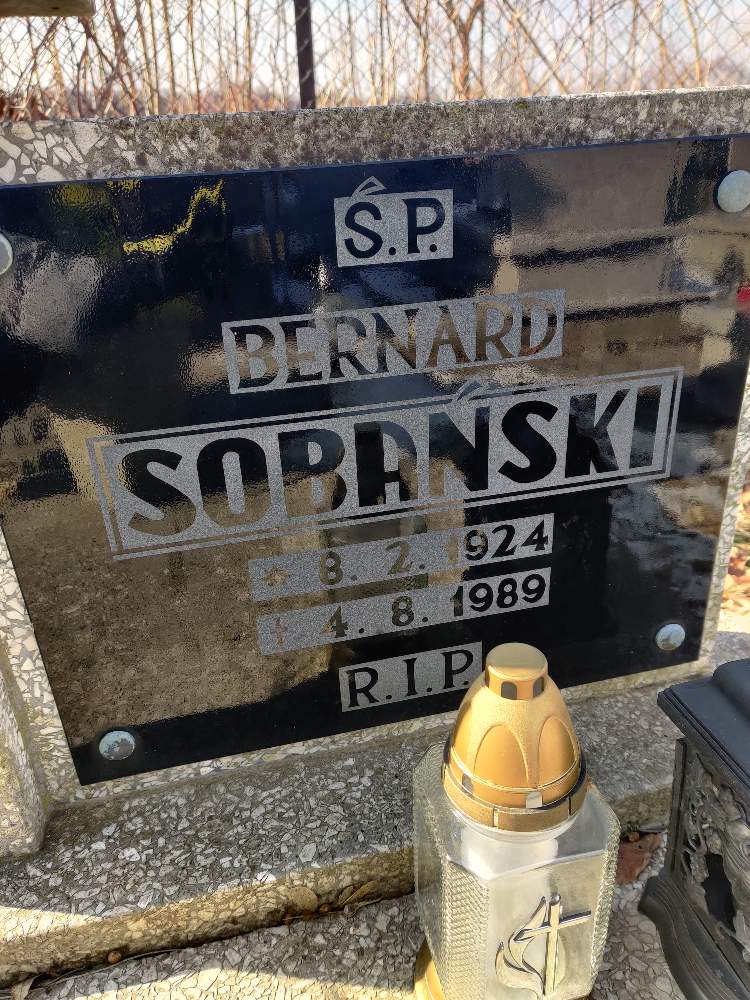 Ś.P.
BERNARD
SOBAŃSKI
* 8. 2. 1924
† 4. 8. 1989
R.I.P.